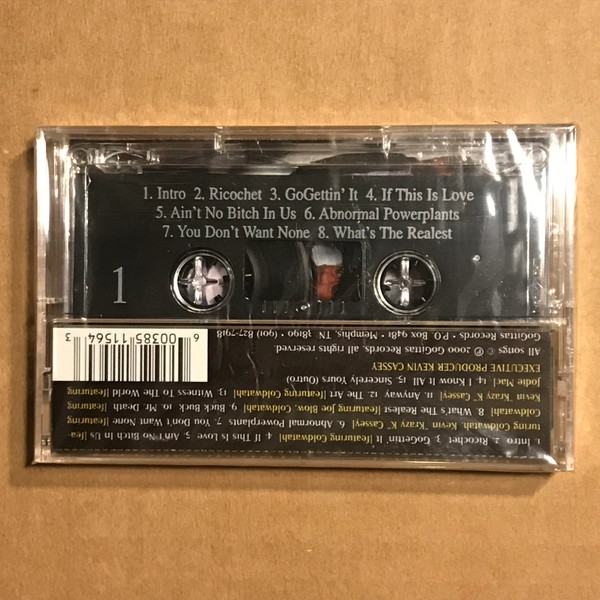 1. Intro 2. Ricochet 3. GoGettin' It 4. If This Is Love
5. Ain't No Bitch In Us 6. Abnormal Powerplants
7. You Don't Want None 8. What's The Realest
1
1. Intro 2. Ricochet 3. GoGettin It [featuring Coldwatah] 4. If This Is Love 5. Ain't No Bitch In Us [fea
turing Coldwatah, Kevin "Krazy K" Cassey] 6. Abnormal Powerplants 7. You Don't Want None [featuring
Coldwatah] 8. What's The Realest [featuring Joe Blow, Coldwatah] 9. Buck Buck 10. Mr. Death [featuring
Kevin "Krazy K" Cassey] 11. Anyway 12. The Art [featuring Coldwatah] 13. Witness To The World [featuring
Jodie Mac] 14. I Know It All 15. Sincerely Yours (Outro)
EXECUTIVE PRODUCER KEVIN CASSEY
All songs © ℗ 2000 GoGittas Records, all rights reserved.
GoGittas Records • P.O. Box 9481 • Memphis, TN 38190 • (901) 827-7918
6 00385 11564 3